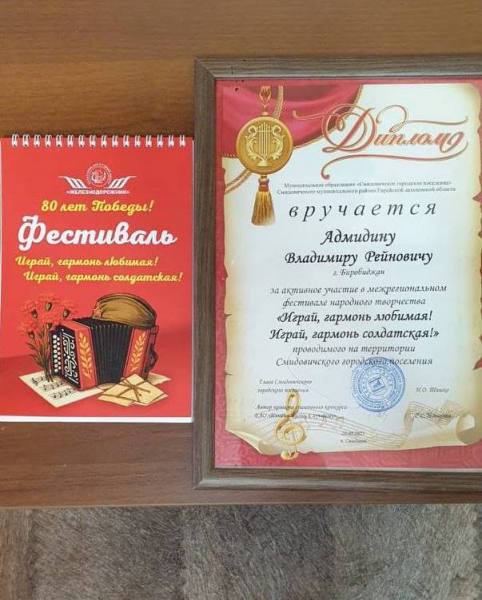 «ЖЕЛЕЗНОДОРОЖНИК»
80 лет Победы!
Фестиваль
Играй, гармонь любимая!
Играй, гармонь солдатская!
Диплом
Муниципальное образование «Смидовичское городское поселение»
Смидовичского муниципального района Еврейской автономной области
вручается
Адмидину
Владимиру Рейновичу
г. Биробиджан
за активное участие в межрегиональном
фестивале народного творчества
«Играй, гармонь любимая!
Играй, гармонь солдатская!»
проводимого на территории
Смидовичского городского поселения
Глава Смидовичского
городского поселения
И.О.
Автор
п. Смидович